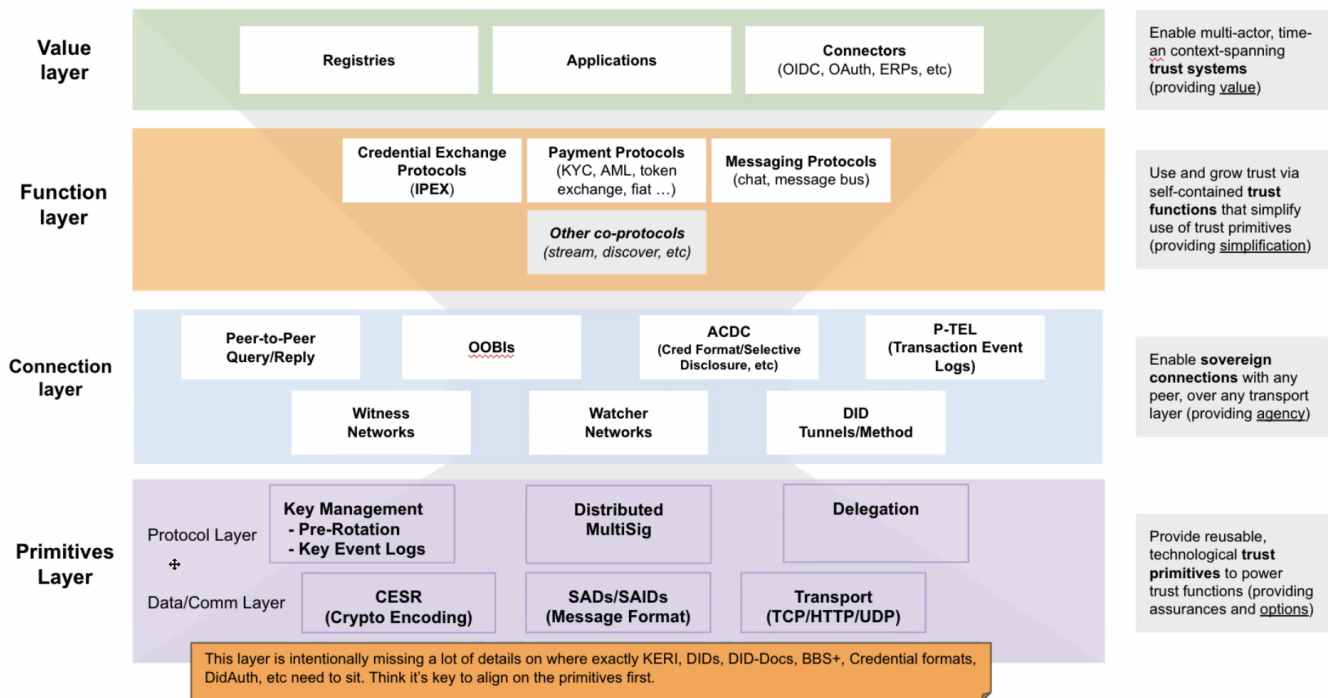 Value
layer
Registries
Applications
Connectors
(OIDC, OAuth, ERPs, etc)
Enable multi-actor, time-
an context-spanning
trust systems
(providing value)
Function
layer
Credential Exchange
Protocols
(IPEX)
Payment Protocols
(KYC, AML, token
exchange, fiat …)
Messaging Protocols
(chat, message bus)
Other co-protocols
(stream, discover, etc)
Use and grow trust via
self-contained trust
functions that simplify
use of trust primitives
(providing simplification)
Connection
layer
Peer-to-Peer
Query/Reply
OOBIs
ACDC
(Cred Format/Selective
Disclosure, etc)
P-TEL
(Transaction Event
Logs)
Witness
Networks
Watcher
Networks
DID
Tunnels/Method
Enable sovereign
connections with any
peer, over any transport
layer (providing agency)
Primitives
Layer
Protocol Layer
Key Management
- Pre-Rotation
- Key Event Logs
Distributed
MultiSig
Delegation
Data/Comm Layer
CESR
(Crypto Encoding)
SADs/SAIDs
(Message Format)
Transport
(TCP/HTTP/UDP)
Provide reusable,
technological trust
primitives to power
trust functions (providing
assurances and options)
This layer is intentionally missing a lot of details on where exactly KERI, DIDs, DID-Docs, BBS+, Credential formats,
DidAuth, etc need to sit. Think it's key to align on the primitives first.